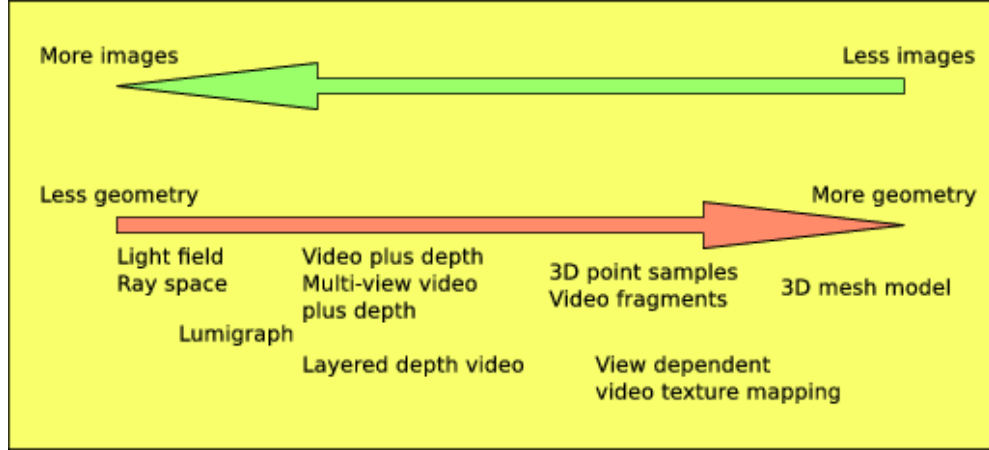 More images
Less images
Less geometry
More geometry
Light field
Ray space
Lumigraph
Video plus depth
Multi-view video
plus depth
Layered depth video
3D point samples
Video fragments
View dependent
video texture mapping
3D mesh model